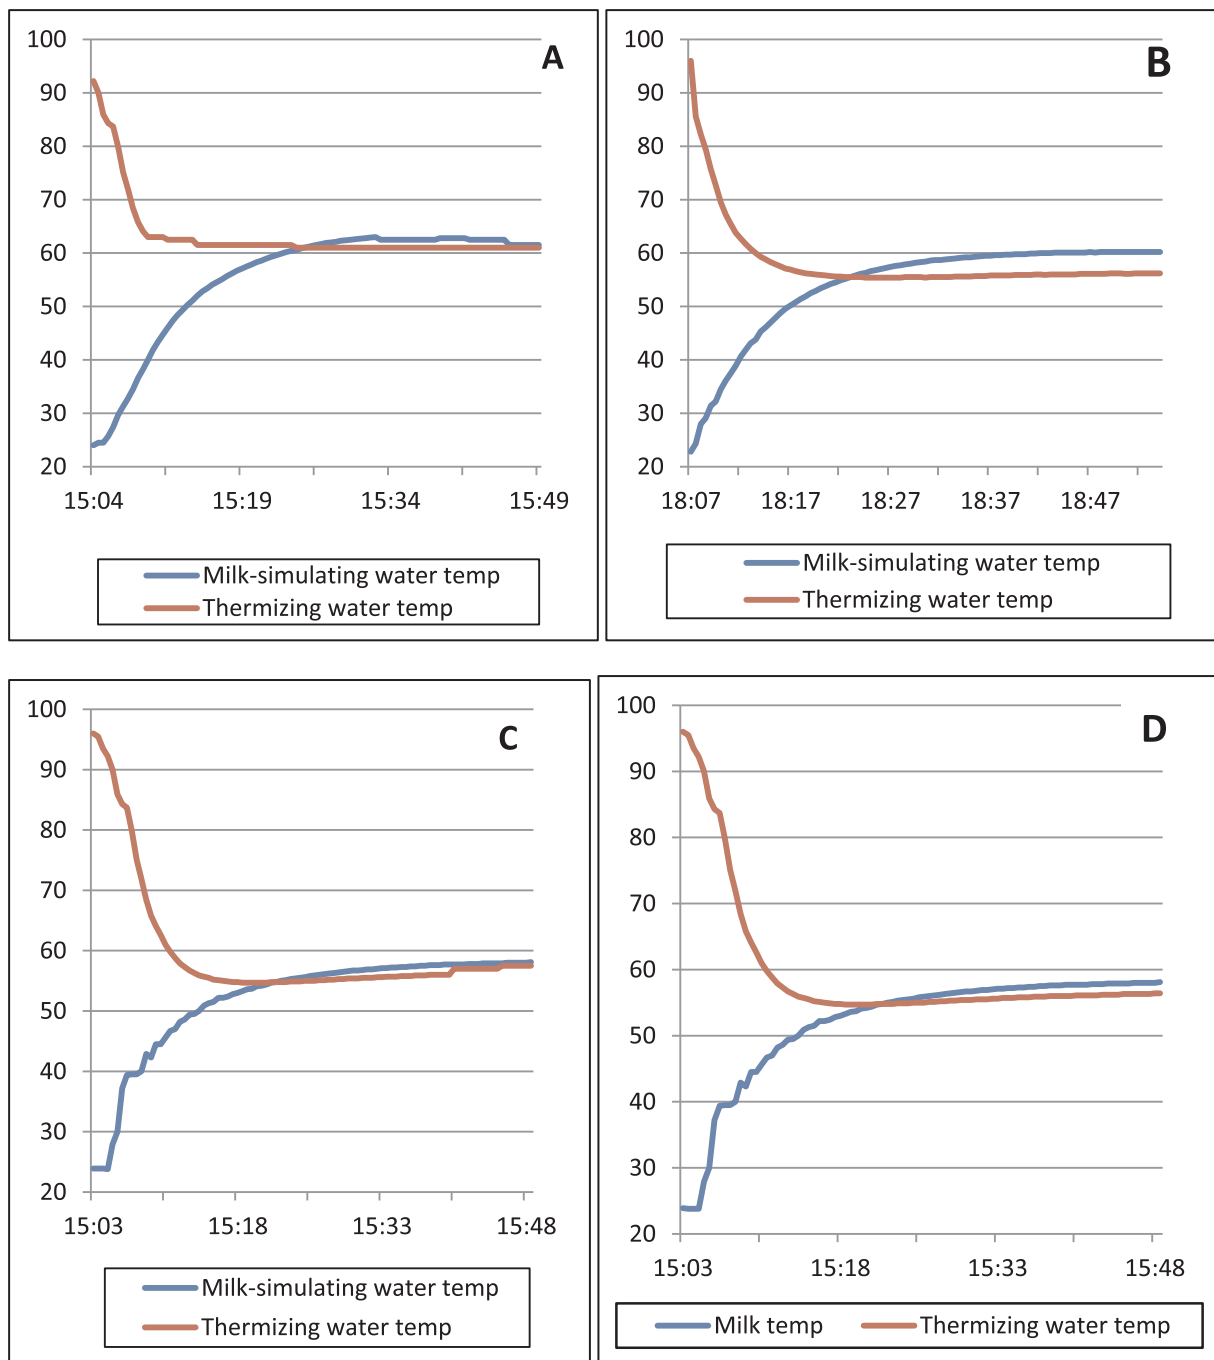 A
100
90
80
70
60
50
40
30
20
15:04 15:19 15:34 15:49
Milk-simulating water temp
Thermizing water temp
B
100
90
80
70
60
50
40
30
20
18:07 18:17 18:27 18:37 18:47
Milk-simulating water temp
Thermizing water temp
C
100
90
80
70
60
50
40
30
20
15:03 15:18 15:33 15:48
Milk-simulating water temp
Thermizing water temp
D
100
90
80
70
60
50
40
30
20
15:03 15:18 15:33 15:48
Milk temp Thermizing water temp